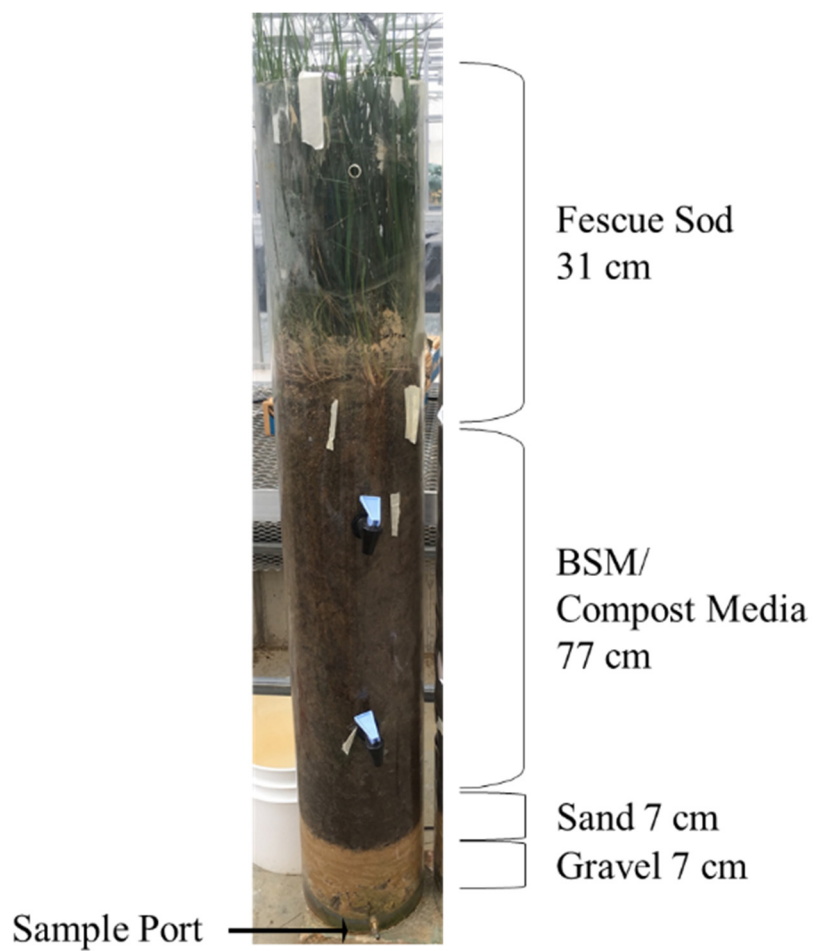 Fescue Sod
31 cm
BSM/
Compost Media
77 cm
Sand 7 cm
Gravel 7 cm
Sample Port